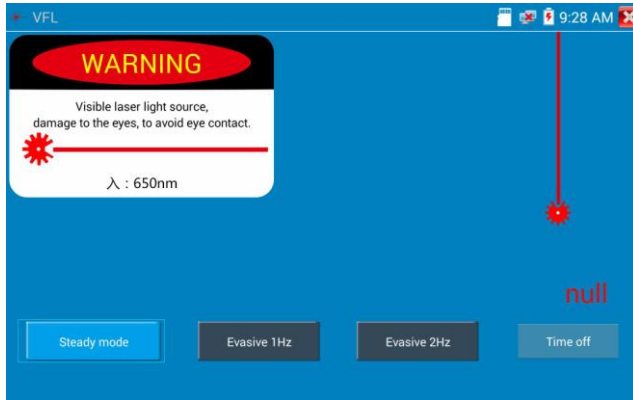 VFL
9:28 AM
WARNING
Visible laser light source,
damage to the eyes, to avoid eye contact.
入 : 650nm
null
Steady mode
Evasive 1Hz
Evasive 2Hz
Time off